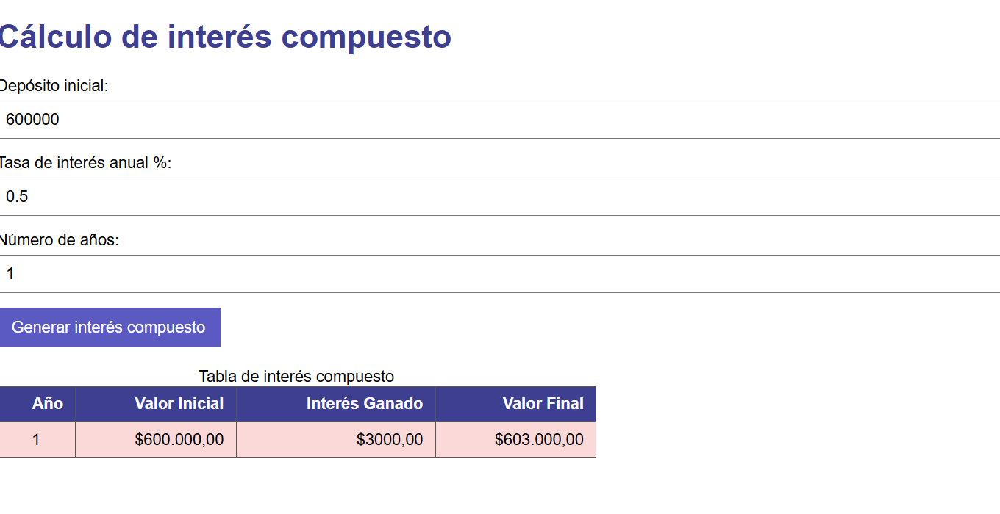 Cálculo de interés compuesto
Depósito inicial:
600000
Tasa de interés anual %:
0.5
Número de años:
1
Generar interés compuesto
Tabla de interés compuesto
Año Valor Inicial Interés Ganado Valor Final
1 $600.000,00 $3000,00 $603.000,00